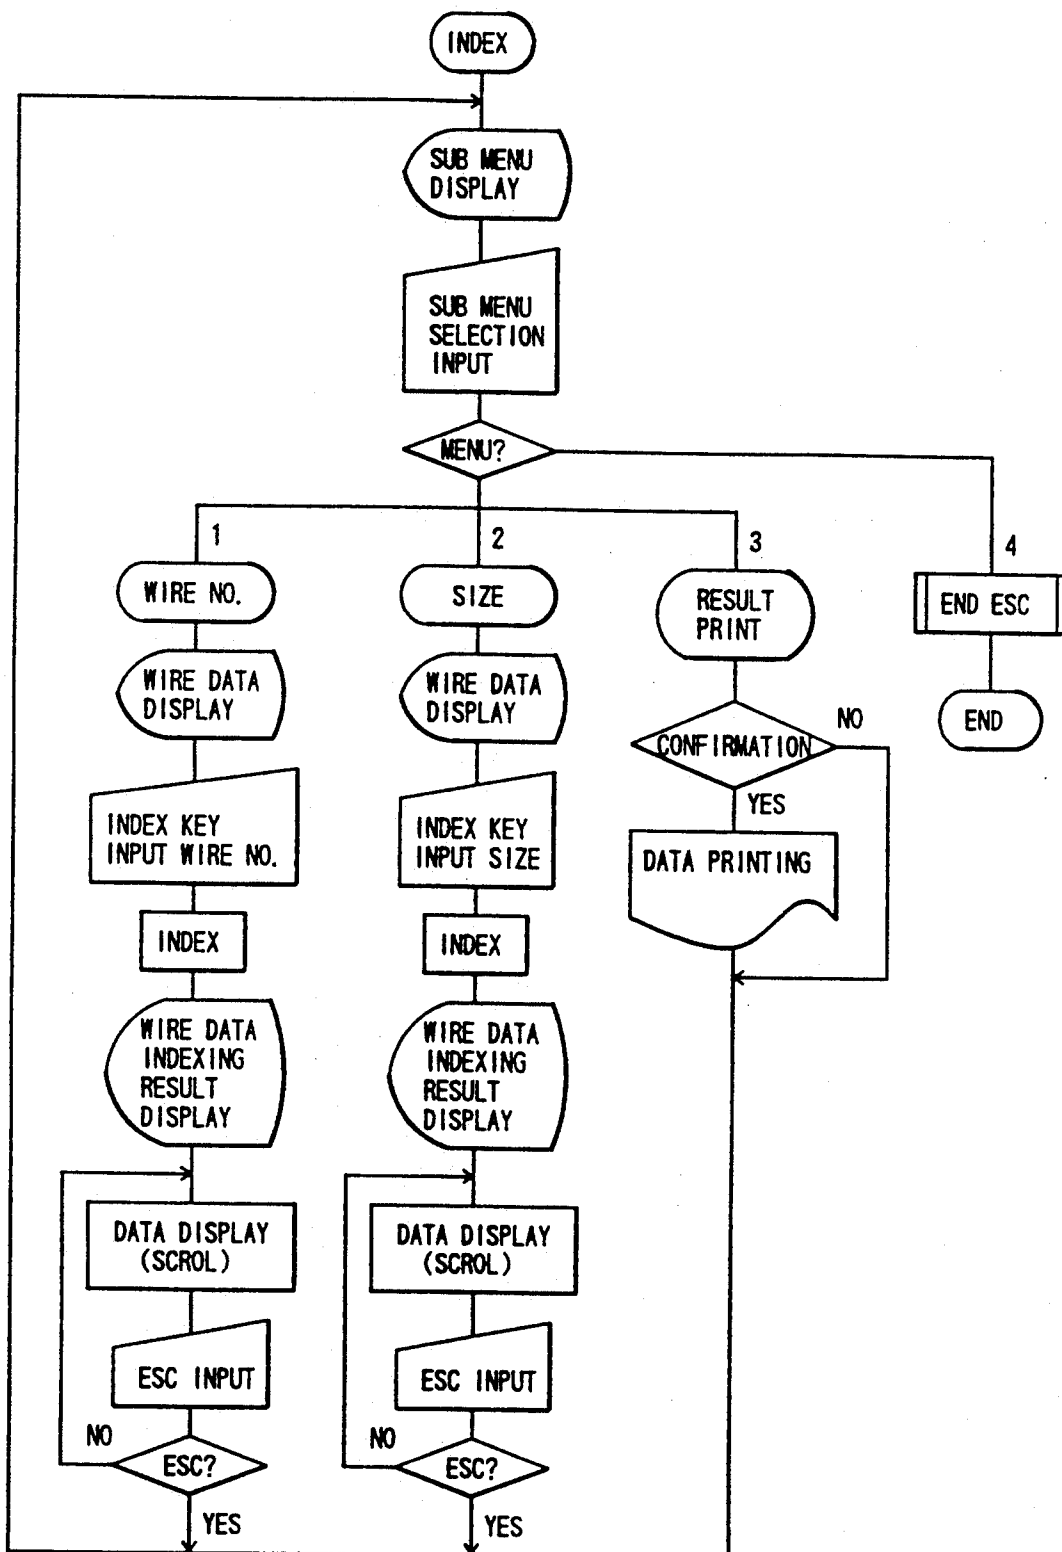 INDEX
SUB MENU
DISPLAY
SUB MENU
SELECTION
INPUT
MENU?
1
2
3
4
WIRE NO.
WIRE DATA
DISPLAY
INDEX KEY
INPUT WIRE NO.
INDEX
WIRE DATA
INDEXING
RESULT
DISPLAY
DATA DISPLAY
(SCROL)
ESC INPUT
NO
ESC?
YES
SIZE
WIRE DATA
DISPLAY
INDEX KEY
INPUT SIZE
INDEX
WIRE DATA
INDEXING
RESULT
DISPLAY
DATA DISPLAY
(SCROL)
ESC INPUT
NO
ESC?
YES
RESULT
PRINT
CONFIRMATION
NO
YES
DATA PRINTING
END ESC
END